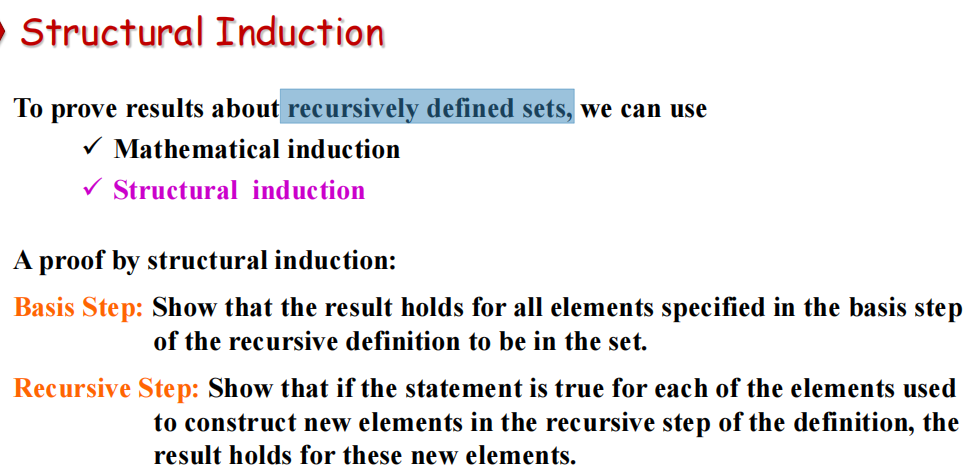 Structural Induction
To prove results about recursively defined sets, we can use
✓ Mathematical induction
✓ Structural induction
A proof by structural induction:
Basis Step: Show that the result holds for all elements specified in the basis step
of the recursive definition to be in the set.
Recursive Step: Show that if the statement is true for each of the elements used
to construct new elements in the recursive step of the definition, the
result holds for these new elements.